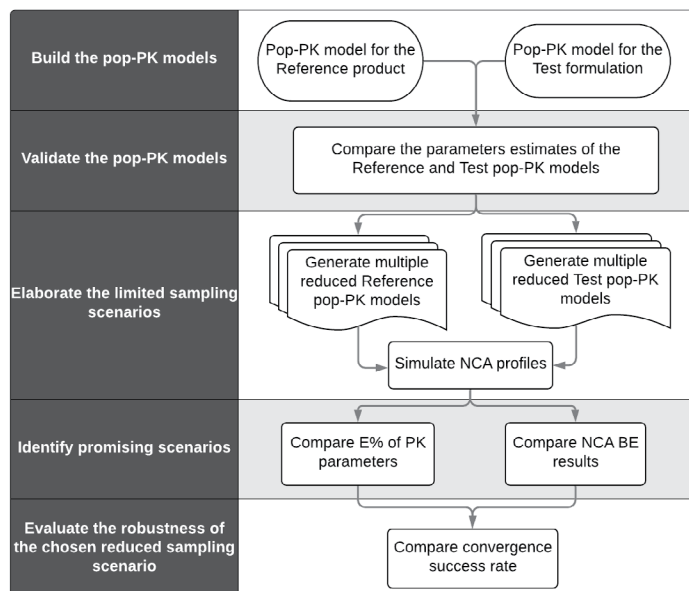 Build the pop-PK models
Pop-PK model for the
Reference product
Pop-PK model for the
Test formulation
Validate the pop-PK models
Compare the parameters estimates of the
Reference and Test pop-PK models
Elaborate the limited sampling
scenarios
Generate multiple
reduced Reference
pop-PK models
Generate multiple
reduced Test pop-PK
models
Simulate NCA profiles
Identify promising scenarios
Compare E% of PK
parameters
Compare NCA BE
results
Evaluate the robustness of
the chosen reduced sampling
scenario
Compare convergence
success rate